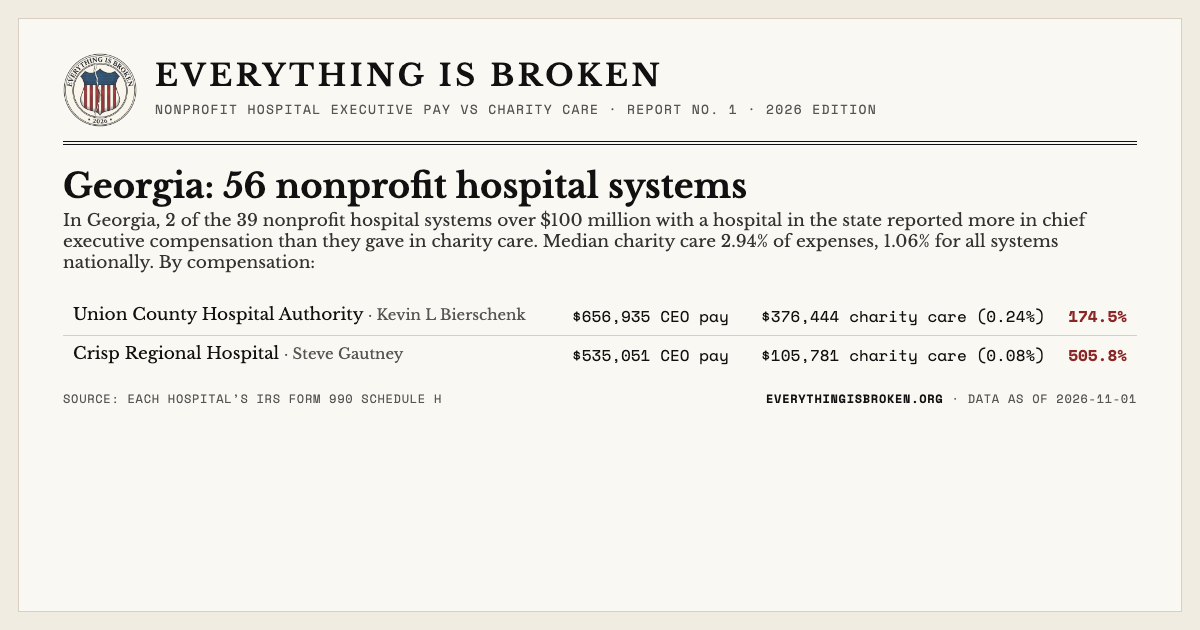 EVERYTHING IS BROKEN
· 2026 ·
EVERYTHING IS BROKEN
NONPROFIT HOSPITAL EXECUTIVE PAY VS CHARITY CARE · REPORT NO. 1 · 2026 EDITION
Georgia: 56 nonprofit hospital systems
In Georgia, 2 of the 39 nonprofit hospital systems over $100 million with a hospital in the state reported more in chief
executive compensation than they gave in charity care. Median charity care 2.94% of expenses, 1.06% for all systems
nationally. By compensation:
Union County Hospital Authority · Kevin L Bierschenk $656,935 CEO pay $376,444 charity care (0.24%) 174.5%
Crisp Regional Hospital · Steve Gautney $535,051 CEO pay $105,781 charity care (0.08%) 505.8%
SOURCE: EACH HOSPITAL'S IRS FORM 990 SCHEDULE H
EVERYTHINGISBROKEN.ORG · DATA AS OF 2026-11-01